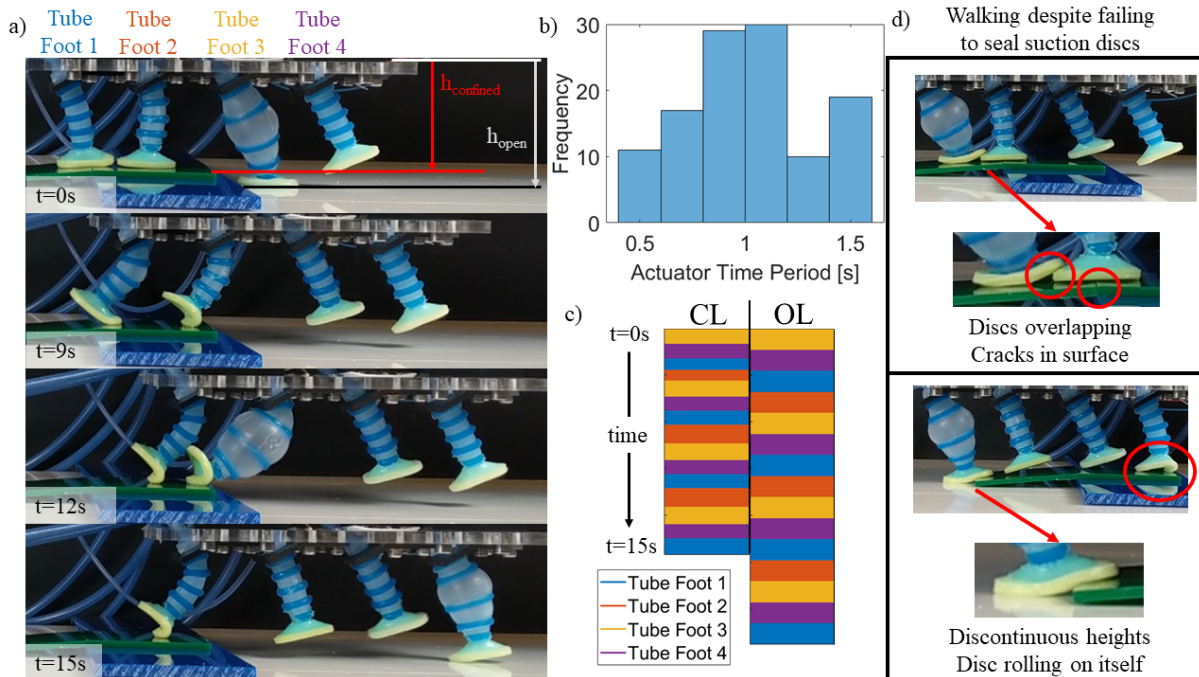 a)
Tube Foot 1
Tube Foot 2
Tube Foot 3
Tube Foot 4
h_confined
h_open
t=0s
t=9s
t=12s
t=15s
b)
Frequency
30
20
10
0
0.5
1
1.5
Actuator Time Period [s]
c)
CL
OL
t=0s
time
t=15s
Tube Foot 1
Tube Foot 2
Tube Foot 3
Tube Foot 4
d)
Walking despite failing
to seal suction discs
Discs overlapping
Cracks in surface
Discontinuous heights
Disc rolling on itself